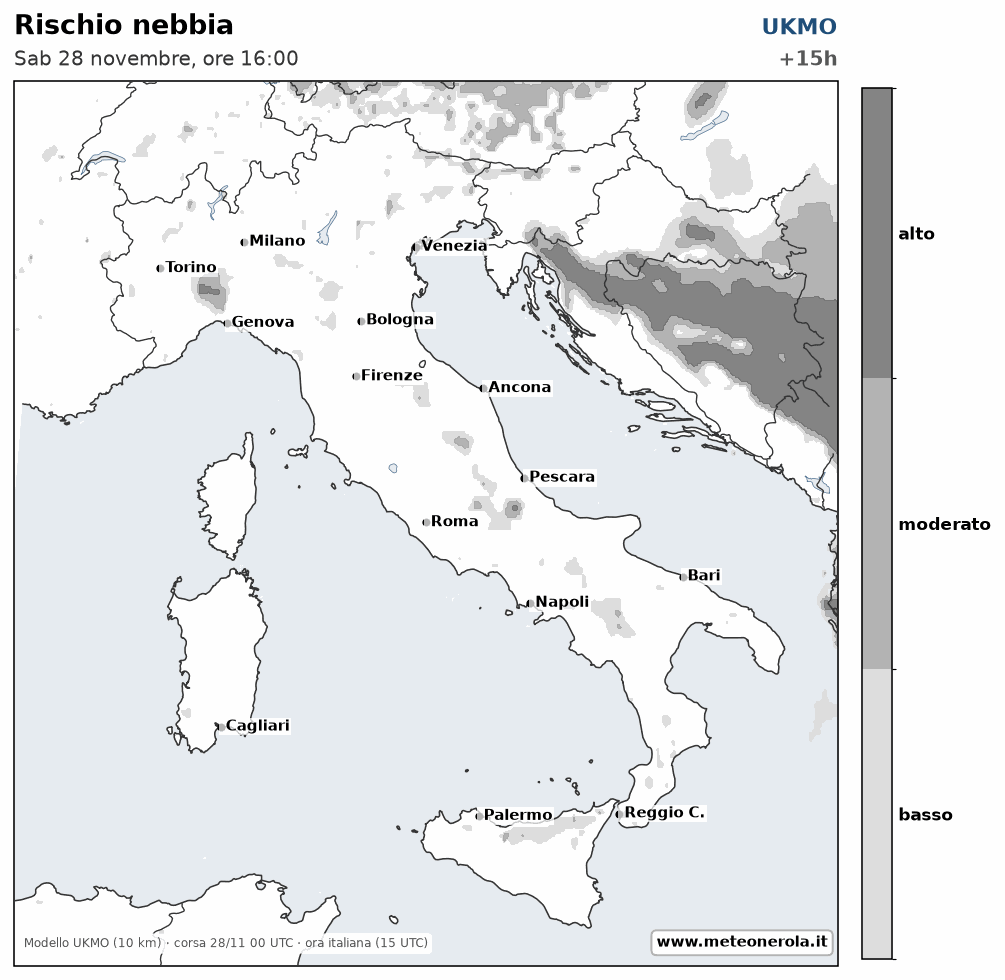 Rischio nebbia
UKMO
Sab 28 novembre, ore 16:00
+15h
alto
Milano
Venezia
Torino
Genova
Bologna
Firenze
Ancona
Pescara
Roma
moderato
Bari
Napoli
Cagliari
Palermo
Reggio C.
basso
Modello UKMO (10 km) · corsa 28/11 00 UTC · ora italiana (15 UTC)
www.meteonerola.it